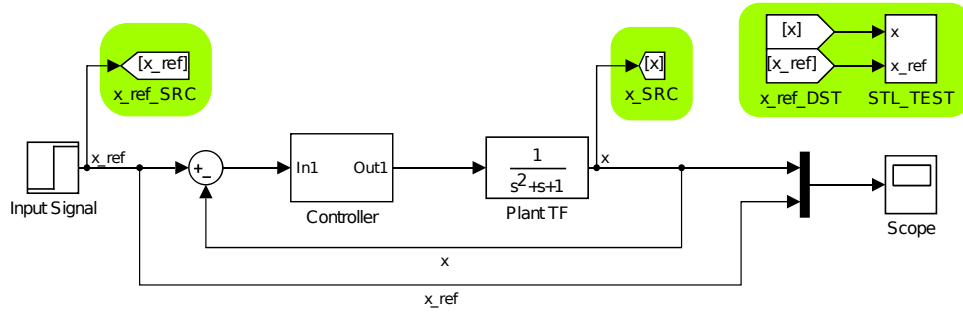 [x_ref]
x_ref_SRC
[x]
x_SRC
[x]
[x_ref]
x_ref_DST
x
x_ref
STL_TEST
Input Signal
x_ref
+
-
In1
Out1
Controller
1
s²+s+1
Plant TF
x
Scope
x
x_ref